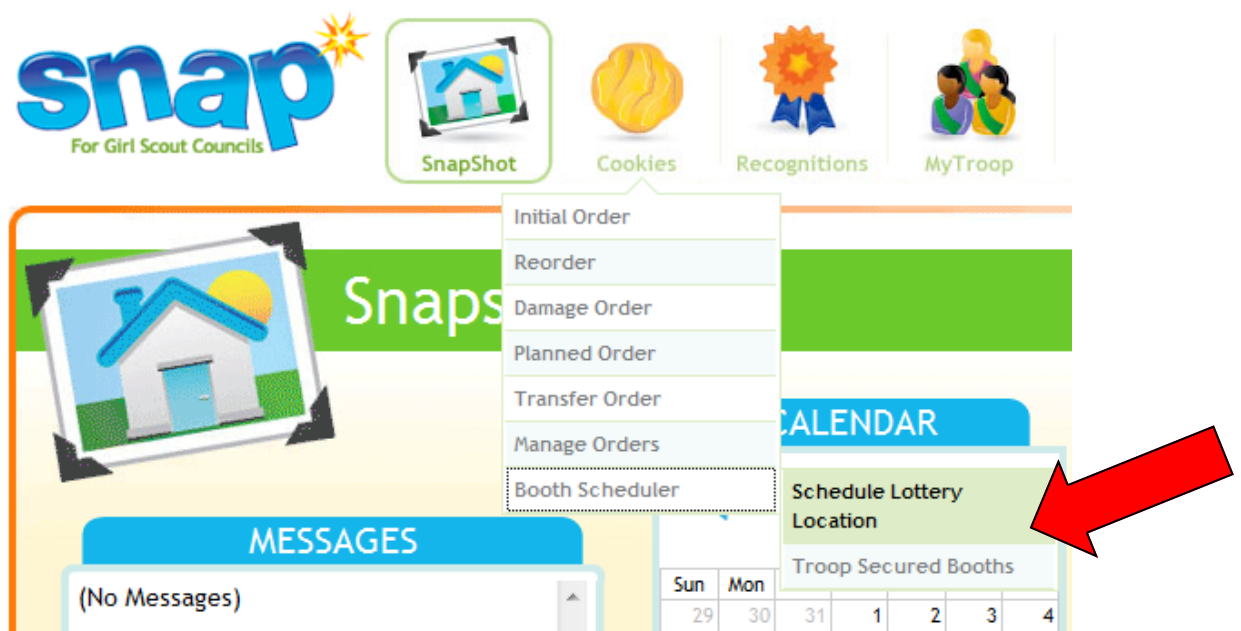 snap
For Girl Scout Councils
SnapShot
Cookies
Recognitions
MyTroop
Initial Order
Reorder
Damage Order
Planned Order
Transfer Order
Manage Orders
Booth Scheduler
Schedule Lottery
Location
Troop Secured Booths
Snaps
CALENDAR
MESSAGES
(No Messages)
Sun Mon
29 30 31 1 2 3 4